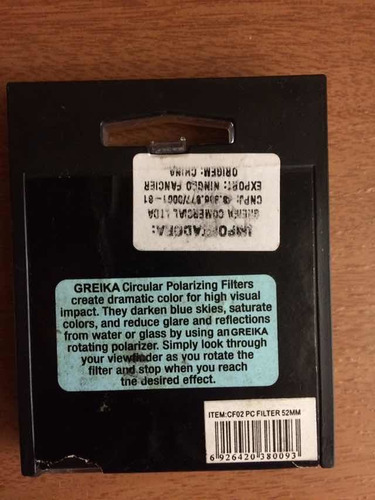 IMPORTADORA:
GREIKA COMERCIAL LTDA
CNPJ:
EXPORT: NINGBO FANCIER
ORIGEM: CHINA
GREIKA Circular Polarizing Filters
create dramatic color for high visual
impact. They darken blue skies, saturate
colors, and reduce glare and reflections
from water or glass by using an GREIKA
rotating polarizer. Simply look through
your viewfinder as you rotate the
filter and stop when you reach
the desired effect.
ITEM:CF02 PC FILTER 52MM
6 926420 380093